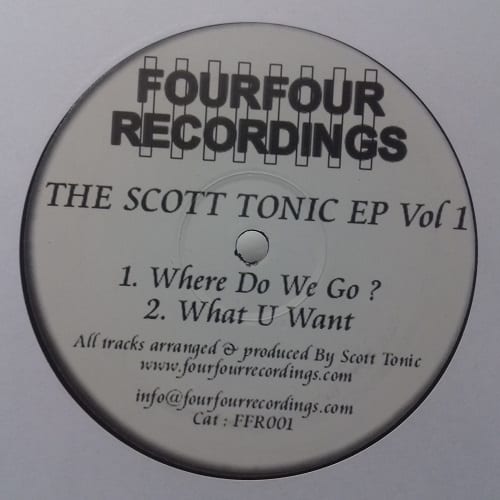 FOURFOUR
RECORDINGS
THE SCOTT TONIC EP Vol 1
1. Where Do We Go ?
2. What U Want
All tracks arranged & produced By Scott Tonic
www.fourfourrecordings.com
info@fourfourrecordings.com
Cat : FFR001